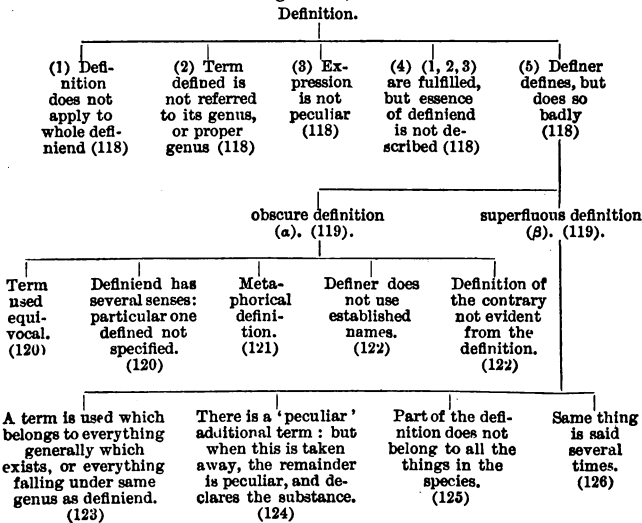 Definition.
(1) Defi-
nition
does not
apply to
whole defi-
niend (118)
(2) Term
defined is
not referred
to its genus,
or proper
genus (118)
(3) Ex-
pression
is not
peculiar
(118)
(4) (1, 2, 3)
are fulfilled,
but essence
of definiend
is not de-
scribed (118)
(5) Definer
defines, but
does so
badly
(118)
obscure definition
(α). (119).
superfluous definition
(β). (119).
Term
used
equi-
vocal.
(120)
Definiend has
several senses:
particular one
defined not
specified.
(120)
Meta-
phorical
defini-
tion.
(121)
Definer does
not use
established
names.
(122)
Definition of
the contrary
not evident
from the
definition.
(122)
A term is used which
belongs to everything
generally which
exists, or everything
falling under same
genus as definiend.
(123)
There is a ‘peculiar’
additional term : but
when this is taken
away, the remainder
is peculiar, and de-
clares the substance.
(124)
Part of the defi-
nition does not
belong to all the
things in the
species.
(125)
Same thing
is said
several
times.
(126)